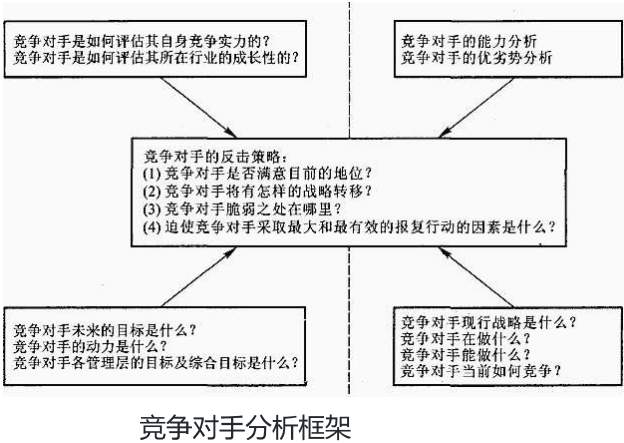 竞争对手是如何评估其自身竞争实力的？
竞争对手是如何评估其所在行业的成长性的？
竞争对手的能力分析
竞争对手的优劣势分析
竞争对手的反击策略：
(1) 竞争对手是否满意目前的地位？
(2) 竞争对手将有怎样的战略转移？
(3) 竞争对手脆弱之处在哪里？
(4) 迫使竞争对手采取最大和最有效的报复行动的因素是什么？
竞争对手未来的目标是什么？
竞争对手的动力是什么？
竞争对手各管理层的目标及综合目标是什么？
竞争对手现行战略是什么？
竞争对手在做什么？
竞争对手能做什么？
竞争对手当前如何竞争？
竞争对手分析框架